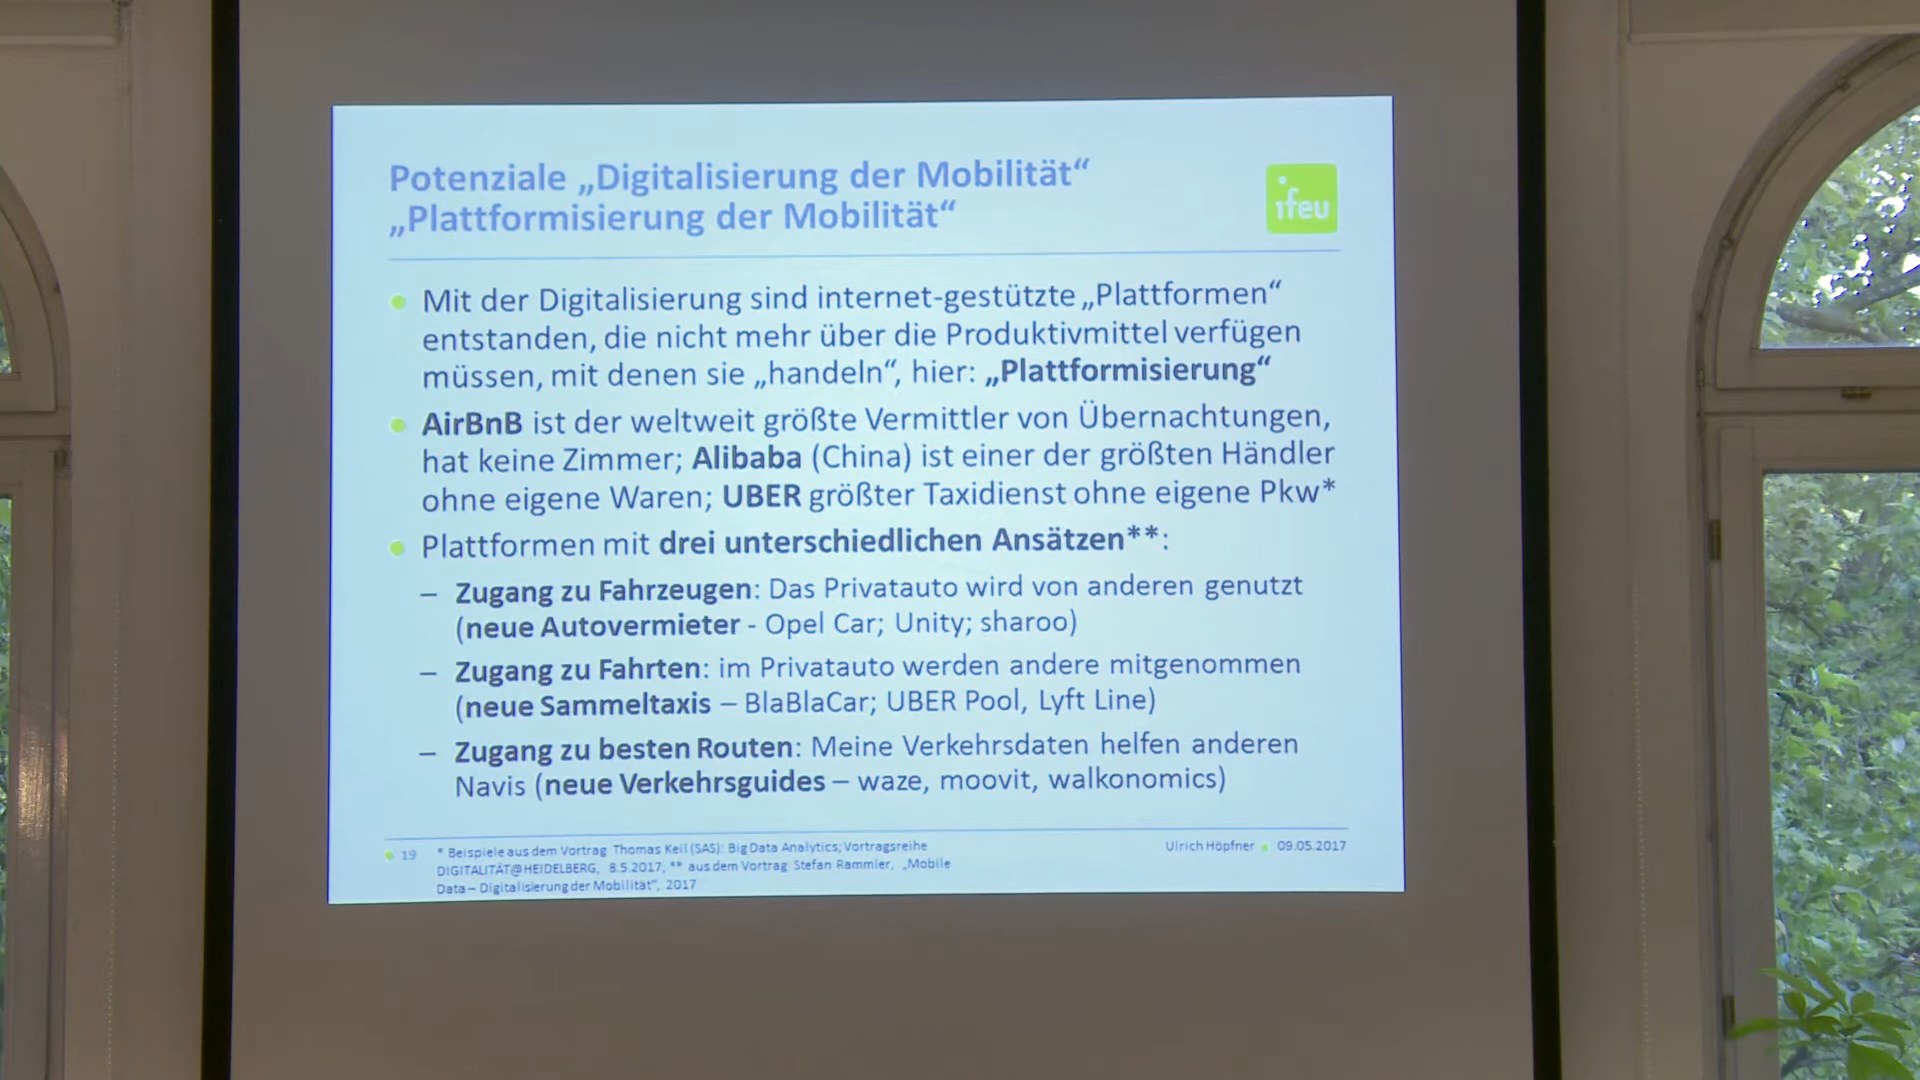 Potenziale „Digitalisierung der Mobilität“
„Plattformisierung der Mobilität“
ifeu
Mit der Digitalisierung sind internet-gestützte „Plattformen“
entstanden, die nicht mehr über die Produktivmittel verfügen
müssen, mit denen sie „handeln“, hier: „Plattformisierung“
AirBnB ist der weltweit größte Vermittler von Übernachtungen,
hat keine Zimmer; Alibaba (China) ist einer der größten Händler
ohne eigene Waren; UBER größter Taxidienst ohne eigene Pkw*
Plattformen mit drei unterschiedlichen Ansätzen**:
– Zugang zu Fahrzeugen: Das Privatauto wird von anderen genutzt
(neue Autovermieter - Opel Car; Unity; sharoo)
– Zugang zu Fahrten: im Privatauto werden andere mitgenommen
(neue Sammeltaxis – BlaBlaCar; UBER Pool, Lyft Line)
– Zugang zu besten Routen: Meine Verkehrsdaten helfen anderen
Navis (neue Verkehrsguides – waze, moovit, walkonomics)
19
* Beispiele aus dem Vortrag Thomas Keil (SAS): Big Data Analytics; Vortragsreihe
DIGITALITÄT@HEIDELBERG, 8.5.2017; ** aus dem Vortrag Stefan Rammler, „Mobile
Data – Digitalisierung der Mobilität“, 2017
Ulrich Höpfner 09.05.2017